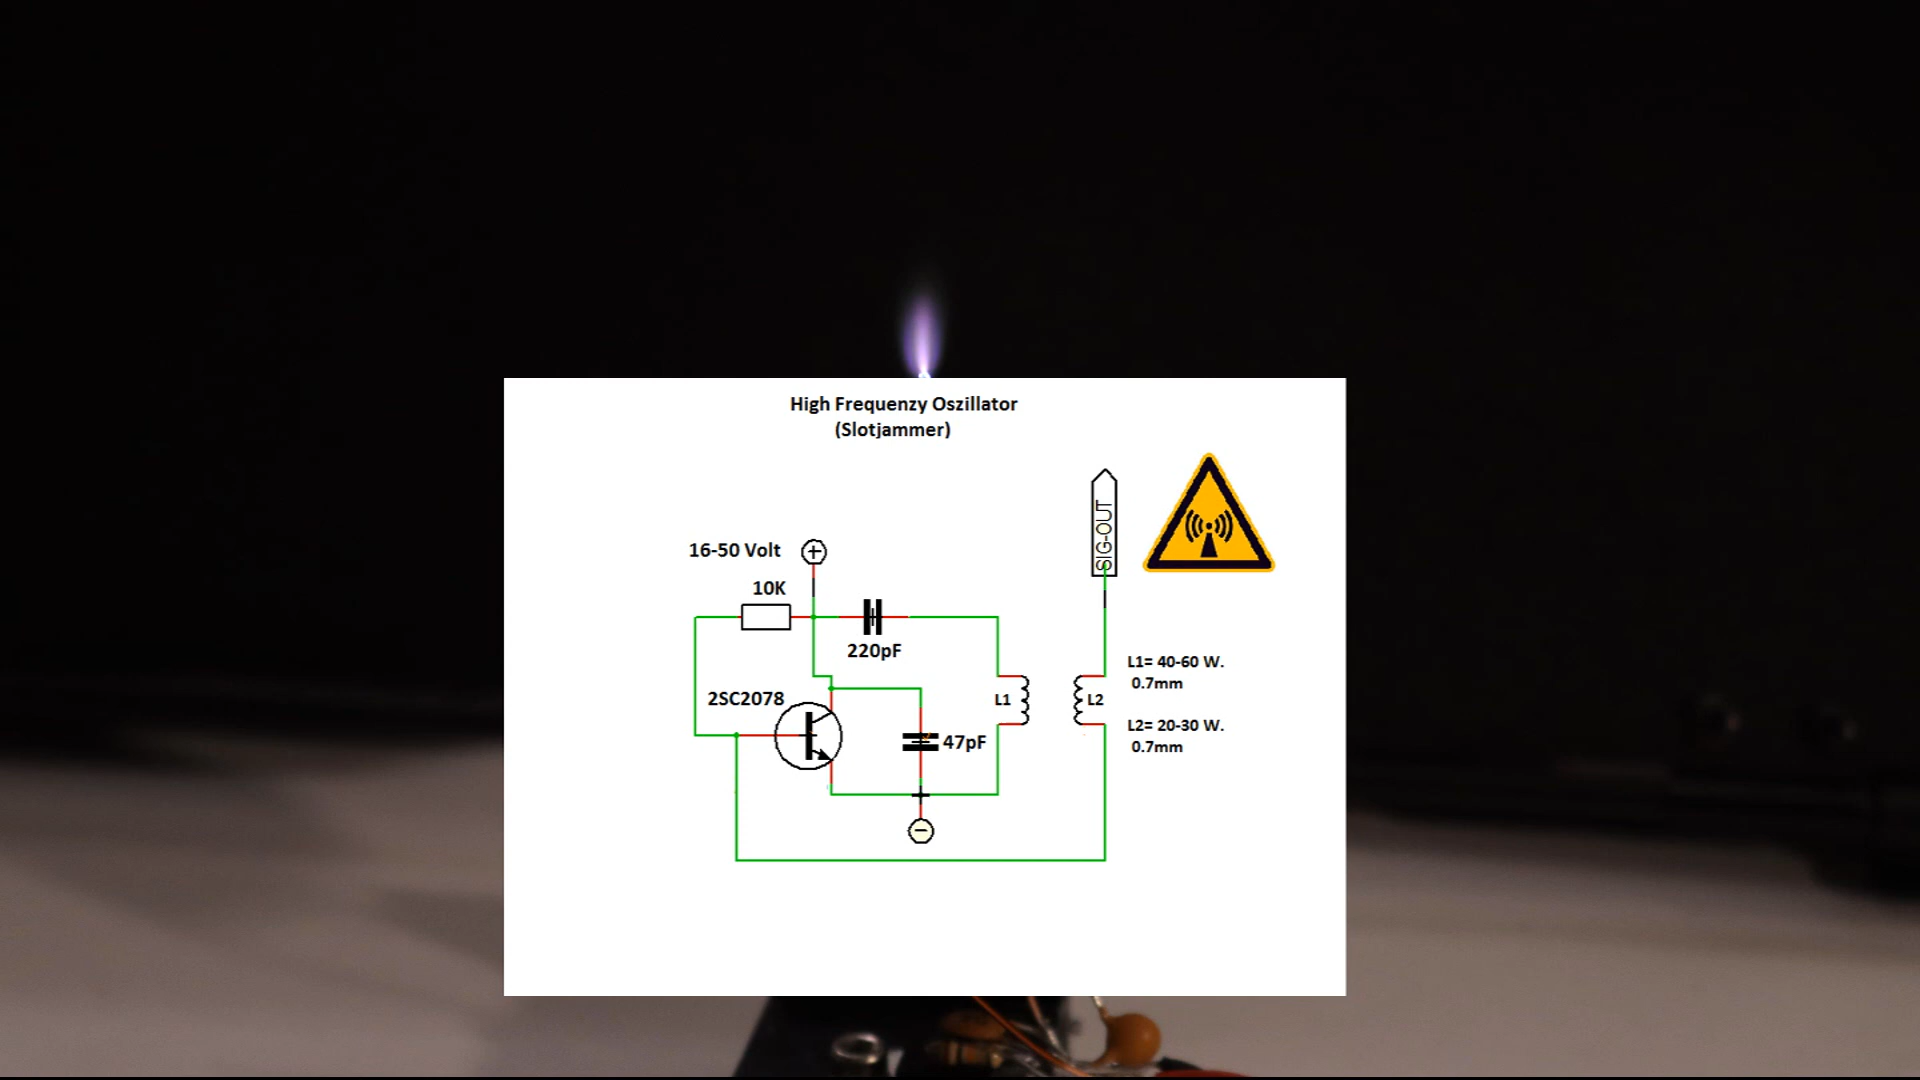 High Frequenzy Oszillator
(Slotjammer)
SIG-OUT
16-50 Volt
10K
220pF
2SC2078
47pF
L1
L2
L1= 40-60 W.
0.7mm
L2= 20-30 W.
0.7mm